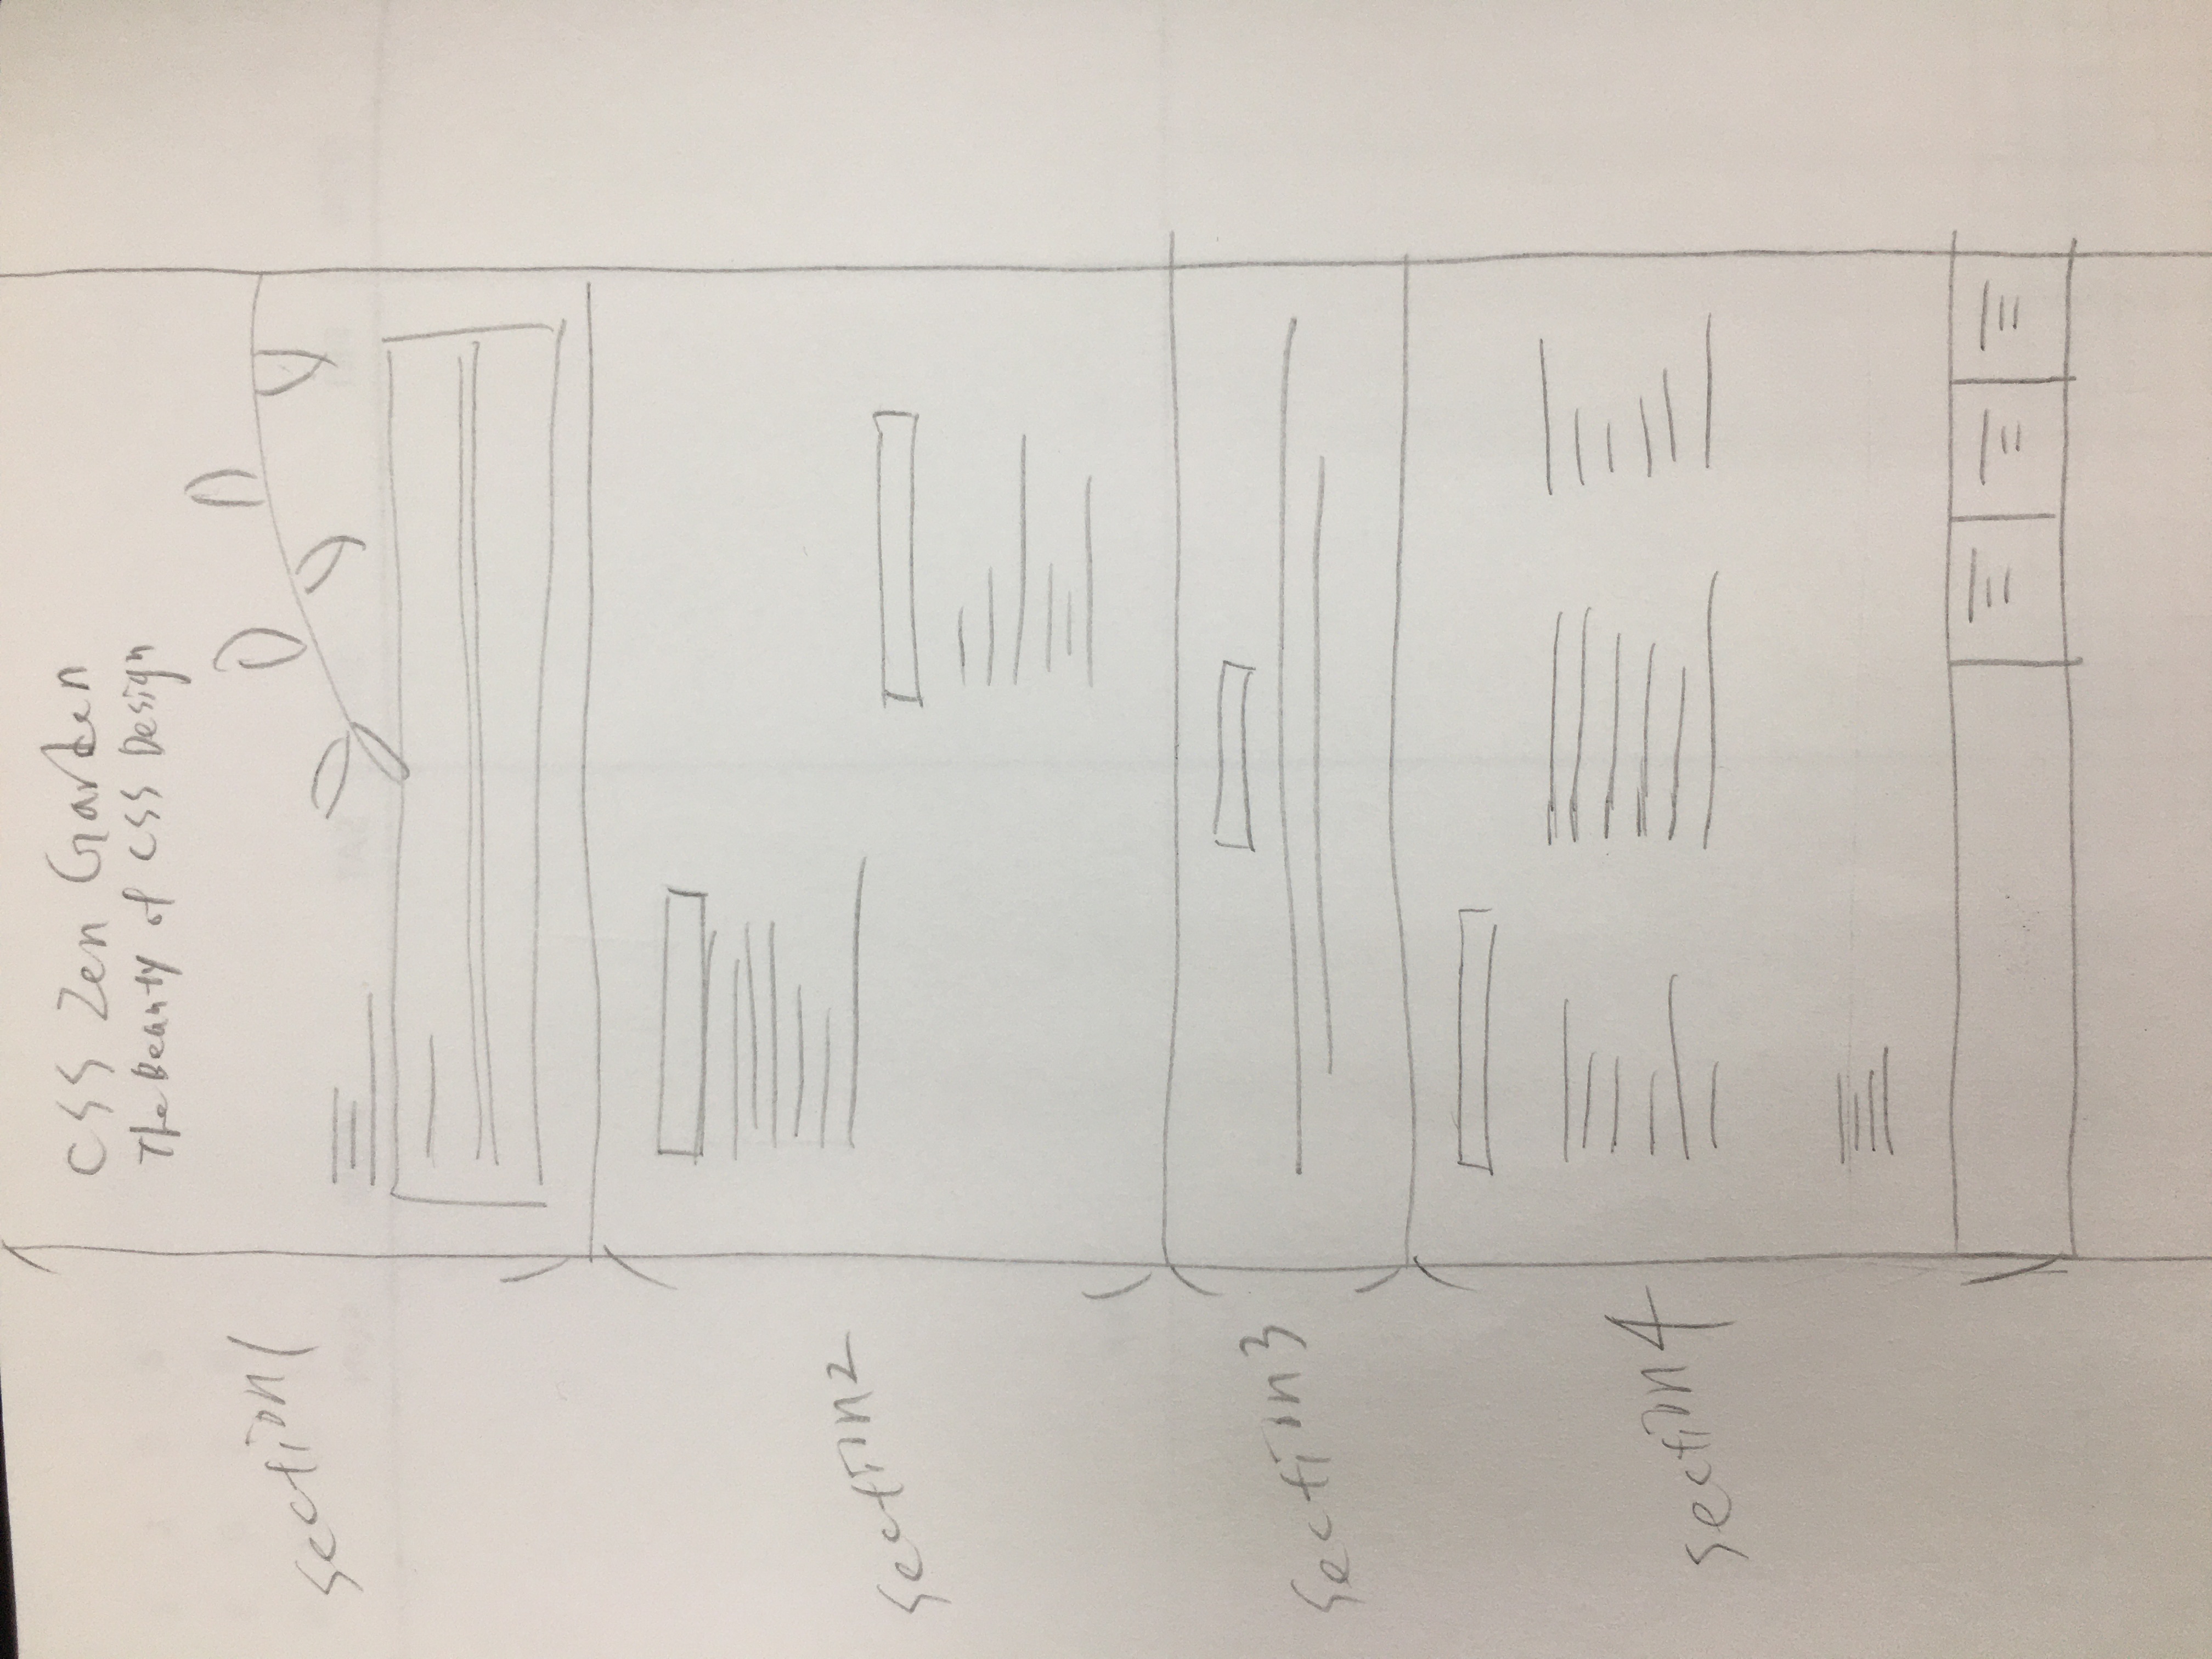 CSS Zen Garden
The Beauty of CSS Design
Section1
Section2
Section3
Section4